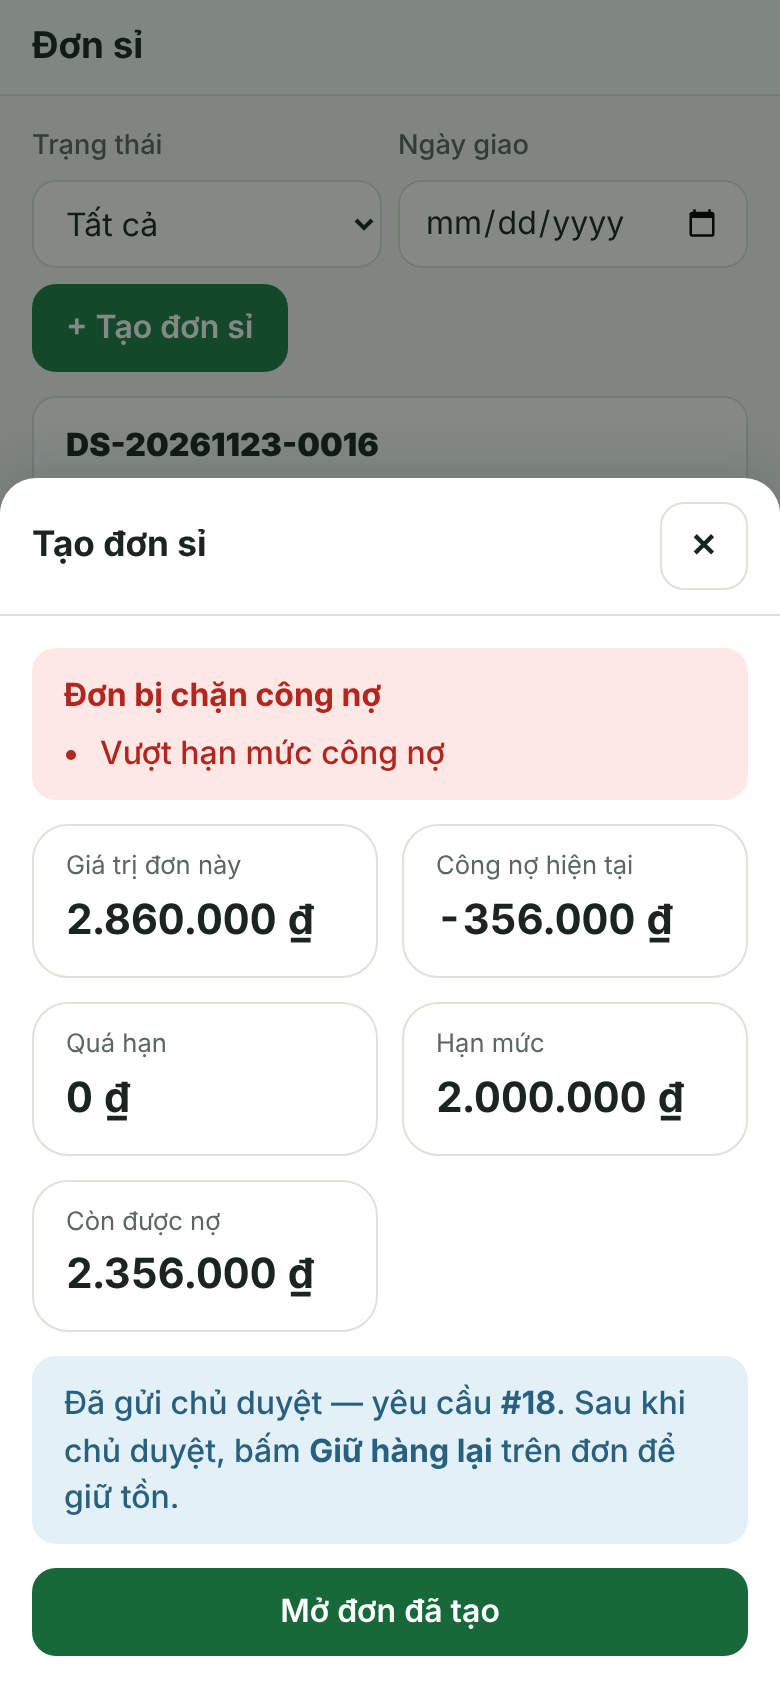 Đơn sỉ
Trạng thái
Ngày giao
Tất cả
mm/dd/yyyy
+ Tạo đơn sỉ
DS-20261123-0016
Tạo đơn sỉ
×
Đơn bị chặn công nợ
• Vượt hạn mức công nợ
Giá trị đơn này
2.860.000 ₫
Công nợ hiện tại
-356.000 ₫
Quá hạn
0 ₫
Hạn mức
2.000.000 ₫
Còn được nợ
2.356.000 ₫
Đã gửi chủ duyệt — yêu cầu #18. Sau khi
chủ duyệt, bấm Giữ hàng lại trên đơn để
giữ tồn.
Mở đơn đã tạo